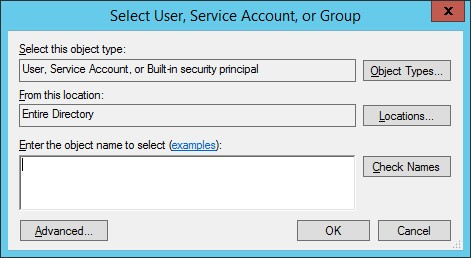 Select User, Service Account, or Group
x
Select this object type:
User, Service Account, or Built-in security principal
Object Types...
From this location:
Entire Directory
Locations...
Enter the object name to select (examples):
Check Names
Advanced...
OK
Cancel